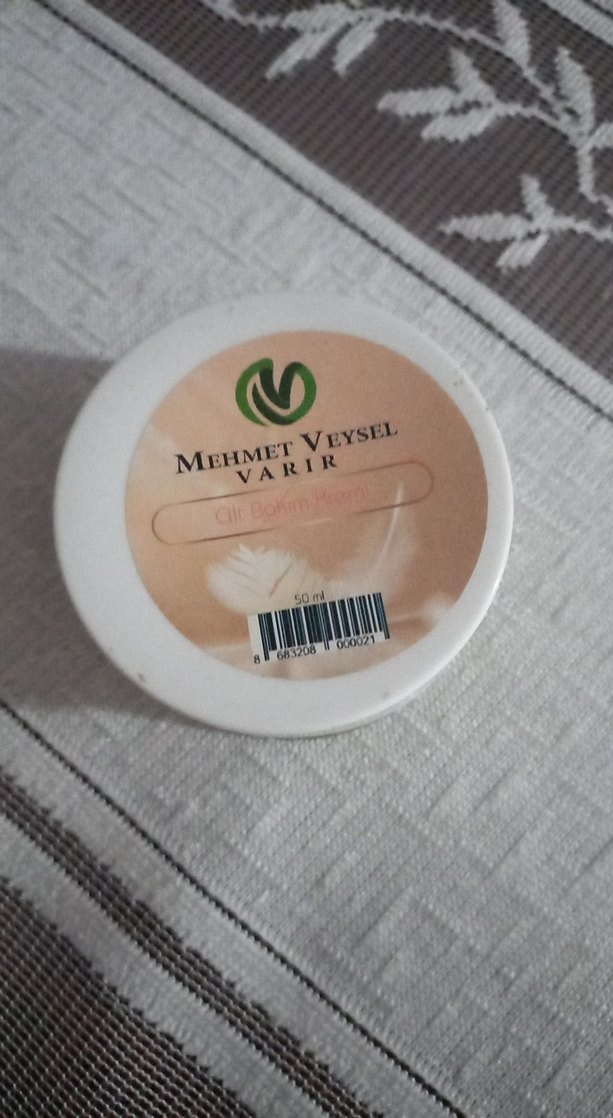 MEHMET VEYSEL
VARIR
Cilt Bakım Kremi
50 ml
8 683208 000021